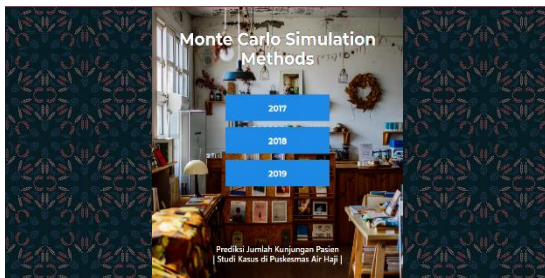 Monte Carlo Simulation
Methods
2017
2018
2019
Prediksi Jumlah Kunjungan Pasien
| Studi Kasus di Puskesmas Air Haji |